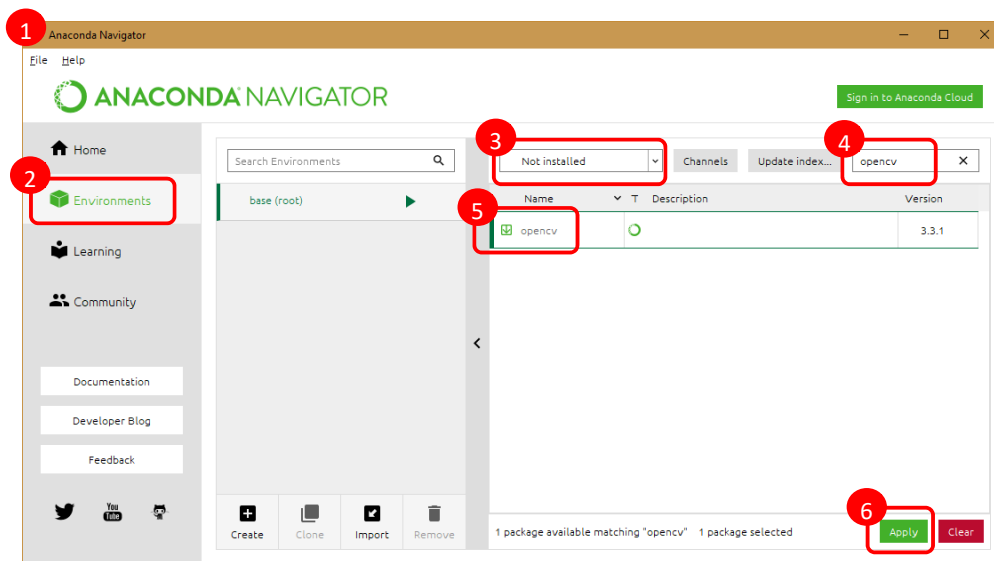 1
Anaconda Navigator
File Help
ANACONDA NAVIGATOR
Sign in to Anaconda Cloud
2
Home
Environments
Learning
Community
Documentation
Developer Blog
Feedback
You
Tube
Search Environments
base (root)
Create Clone Import Remove
3
4
Not installed Channels Update index... opencv X
5
Name T Description Version
opencv 3.3.1
6
1 package available matching "opencv" 1 package selected Apply Clear